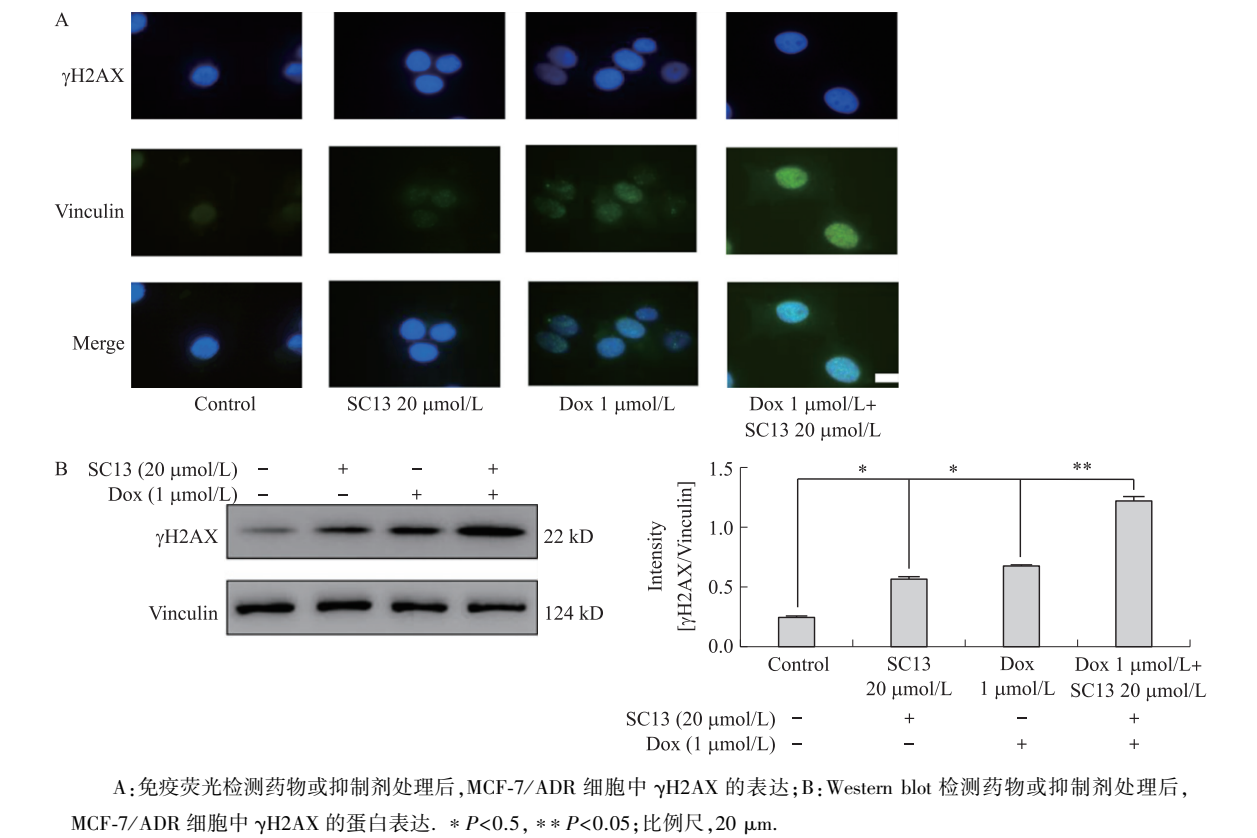 A
γH2AX
Vinculin
Merge
Control
SC13 20 μmol/L
Dox 1 μmol/L
Dox 1 μmol/L+
SC13 20 μmol/L
B
SC13 (20 μmol/L) − + − +
Dox (1 μmol/L) − − + +
γH2AX
22 kD
Vinculin
124 kD
Intensity
[γH2AX/Vinculin]
1.5
1.0
0.5
0.0
* * **
Control
SC13
20 μmol/L
Dox
1 μmol/L
Dox 1 μmol/L+
SC13 20 μmol/L
SC13 (20 μmol/L) − + − +
Dox (1 μmol/L) − − + +
A:免疫荧光检测药物或抑制剂处理后,MCF-7/ADR 细胞中 γH2AX 的表达;B:Western blot 检测药物或抑制剂处理后,
MCF-7/ADR 细胞中 γH2AX 的蛋白表达. * P<0.5, ** P<0.05;比例尺,20 μm.